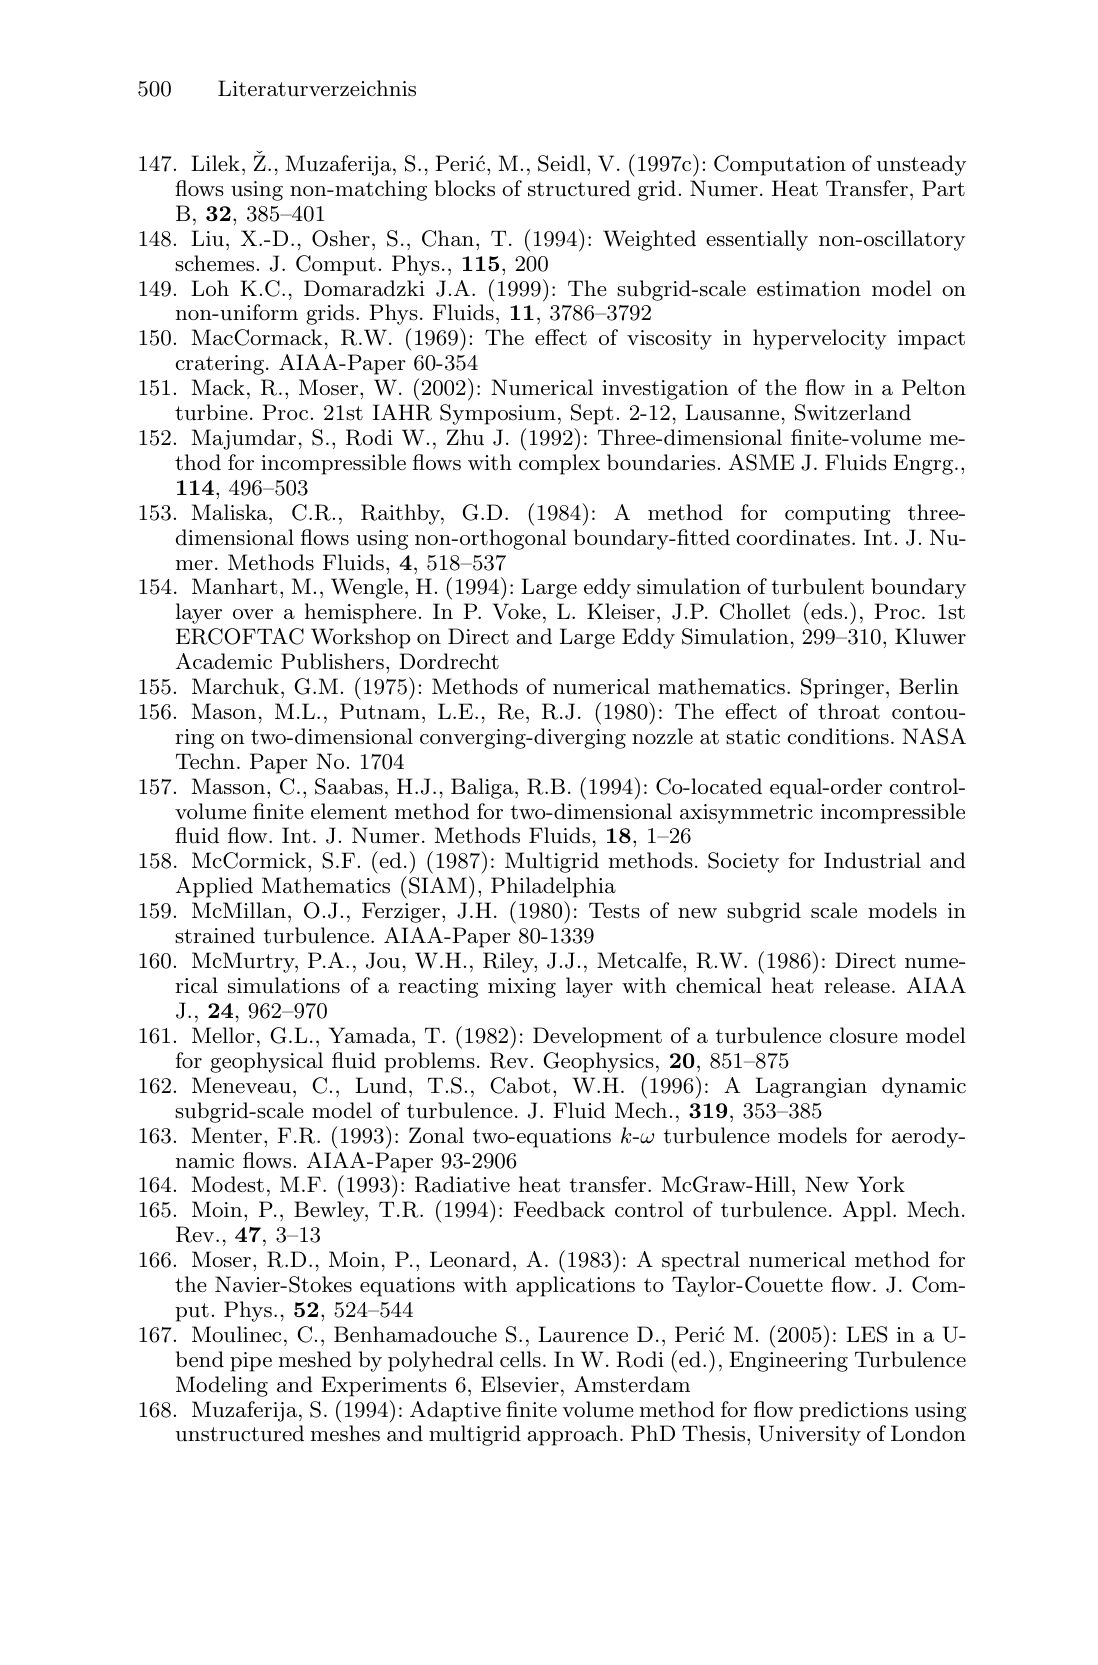 500 Literaturverzeichnis
147. Lilek, Ž., Muzaferija, S., Perić, M., Seidl, V. (1997c): Computation of unsteady
flows using non-matching blocks of structured grid. Numer. Heat Transfer, Part
B, 32, 385–401
148. Liu, X.-D., Osher, S., Chan, T. (1994): Weighted essentially non-oscillatory
schemes. J. Comput. Phys., 115, 200
149. Loh K.C., Domaradzki J.A. (1999): The subgrid-scale estimation model on
non-uniform grids. Phys. Fluids, 11, 3786–3792
150. MacCormack, R.W. (1969): The effect of viscosity in hypervelocity impact
cratering. AIAA-Paper 60-354
151. Mack, R., Moser, W. (2002): Numerical investigation of the flow in a Pelton
turbine. Proc. 21st IAHR Symposium, Sept. 2-12, Lausanne, Switzerland
152. Majumdar, S., Rodi W., Zhu J. (1992): Three-dimensional finite-volume me-
thod for incompressible flows with complex boundaries. ASME J. Fluids Engrg.,
114, 496–503
153. Maliska, C.R., Raithby, G.D. (1984): A method for computing three-
dimensional flows using non-orthogonal boundary-fitted coordinates. Int. J. Nu-
mer. Methods Fluids, 4, 518–537
154. Manhart, M., Wengle, H. (1994): Large eddy simulation of turbulent boundary
layer over a hemisphere. In P. Voke, L. Kleiser, J.P. Chollet (eds.), Proc. 1st
ERCOFTAC Workshop on Direct and Large Eddy Simulation, 299–310, Kluwer
Academic Publishers, Dordrecht
155. Marchuk, G.M. (1975): Methods of numerical mathematics. Springer, Berlin
156. Mason, M.L., Putnam, L.E., Re, R.J. (1980): The effect of throat contou-
ring on two-dimensional converging-diverging nozzle at static conditions. NASA
Techn. Paper No. 1704
157. Masson, C., Saabas, H.J., Baliga, R.B. (1994): Co-located equal-order control-
volume finite element method for two-dimensional axisymmetric incompressible
fluid flow. Int. J. Numer. Methods Fluids, 18, 1–26
158. McCormick, S.F. (ed.) (1987): Multigrid methods. Society for Industrial and
Applied Mathematics (SIAM), Philadelphia
159. McMillan, O.J., Ferziger, J.H. (1980): Tests of new subgrid scale models in
strained turbulence. AIAA-Paper 80-1339
160. McMurtry, P.A., Jou, W.H., Riley, J.J., Metcalfe, R.W. (1986): Direct nume-
rical simulations of a reacting mixing layer with chemical heat release. AIAA
J., 24, 962–970
161. Mellor, G.L., Yamada, T. (1982): Development of a turbulence closure model
for geophysical fluid problems. Rev. Geophysics, 20, 851–875
162. Meneveau, C., Lund, T.S., Cabot, W.H. (1996): A Lagrangian dynamic
subgrid-scale model of turbulence. J. Fluid Mech., 319, 353–385
163. Menter, F.R. (1993): Zonal two-equations k-ω turbulence models for aerody-
namic flows. AIAA-Paper 93-2906
164. Modest, M.F. (1993): Radiative heat transfer. McGraw-Hill, New York
165. Moin, P., Bewley, T.R. (1994): Feedback control of turbulence. Appl. Mech.
Rev., 47, 3–13
166. Moser, R.D., Moin, P., Leonard, A. (1983): A spectral numerical method for
the Navier-Stokes equations with applications to Taylor-Couette flow. J. Com-
put. Phys., 52, 524–544
167. Moulinec, C., Benhamadouche S., Laurence D., Perić M. (2005): LES in a U-
bend pipe meshed by polyhedral cells. In W. Rodi (ed.), Engineering Turbulence
Modeling and Experiments 6, Elsevier, Amsterdam
168. Muzaferija, S. (1994): Adaptive finite volume method for flow predictions using
unstructured meshes and multigrid approach. PhD Thesis, University of London